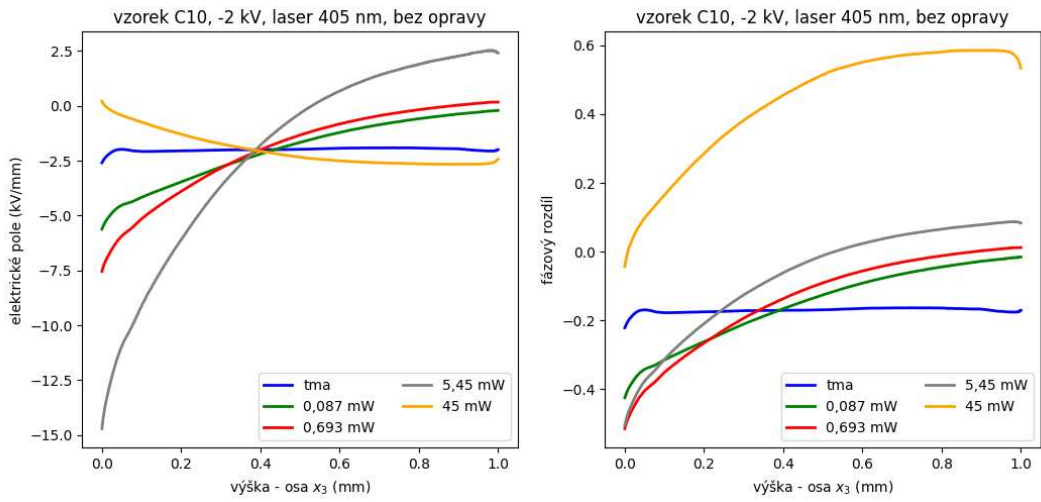 vzorek C10, -2 kV, laser 405 nm, bez opravy
elektrické pole (kV/mm)
2.5
0.0
−2.5
−5.0
−7.5
−10.0
−12.5
−15.0
tma
0,087 mW
0,693 mW
5,45 mW
45 mW
0.0
0.2
0.4
0.6
0.8
1.0
výška - osa x₃ (mm)
vzorek C10, -2 kV, laser 405 nm, bez opravy
fázový rozdíl
0.6
0.4
0.2
0.0
−0.2
−0.4
tma
0,087 mW
0,693 mW
5,45 mW
45 mW
0.0
0.2
0.4
0.6
0.8
1.0
výška - osa x₃ (mm)